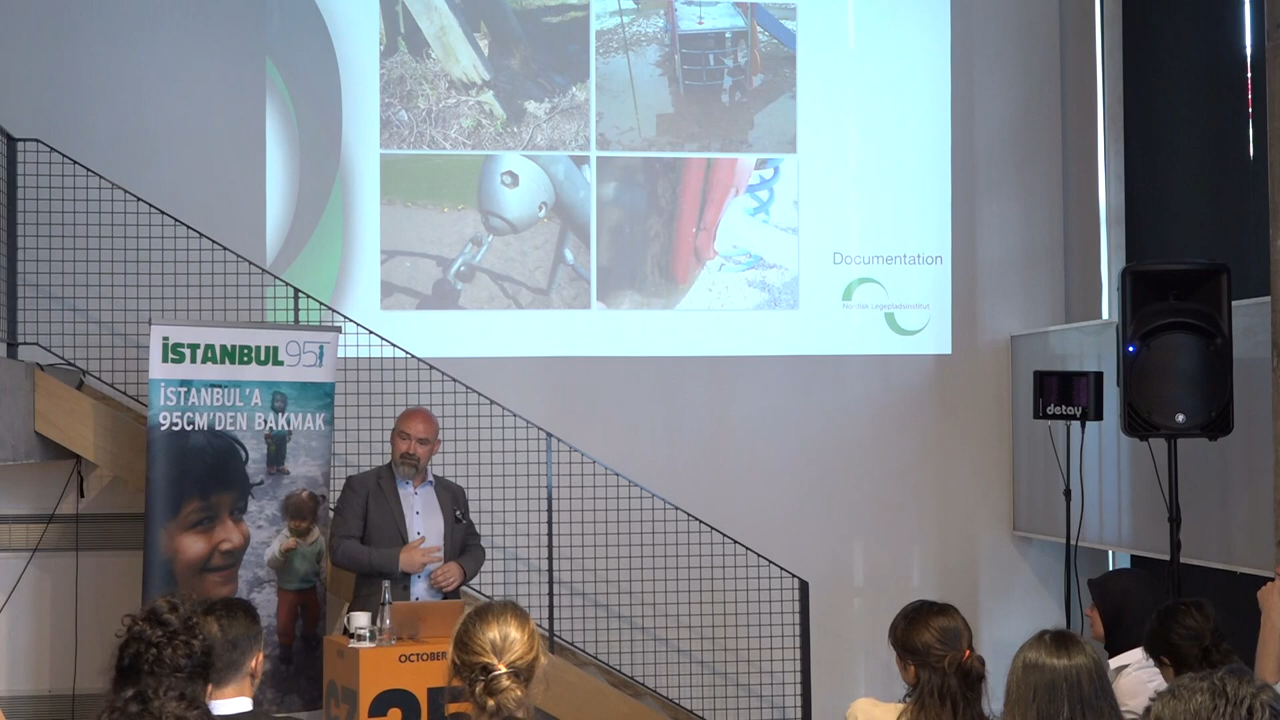 Documentation
Nordisk Legepladsinstitut
İSTANBUL95
İSTANBUL'A
95CM'DEN BAKMAK
detay
OCTOBER
25